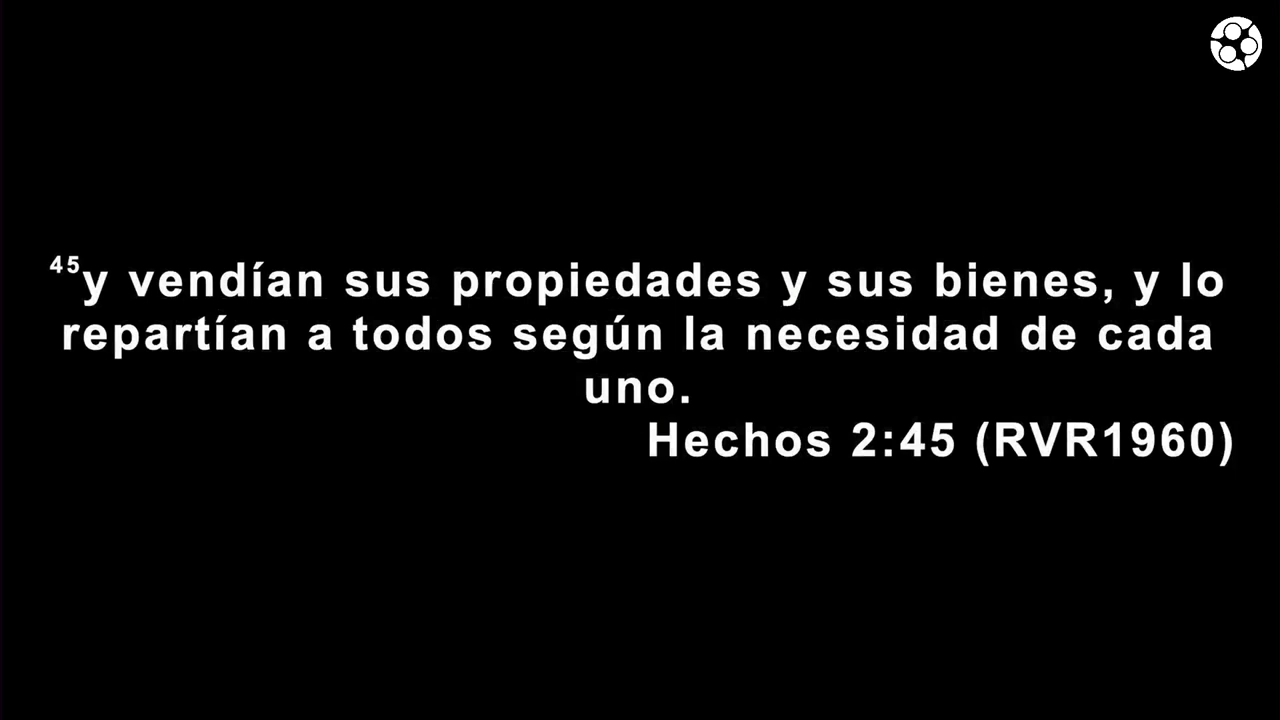 45y vendían sus propiedades y sus bienes, y lo
repartían a todos según la necesidad de cada
uno.
Hechos 2:45 (RVR1960)